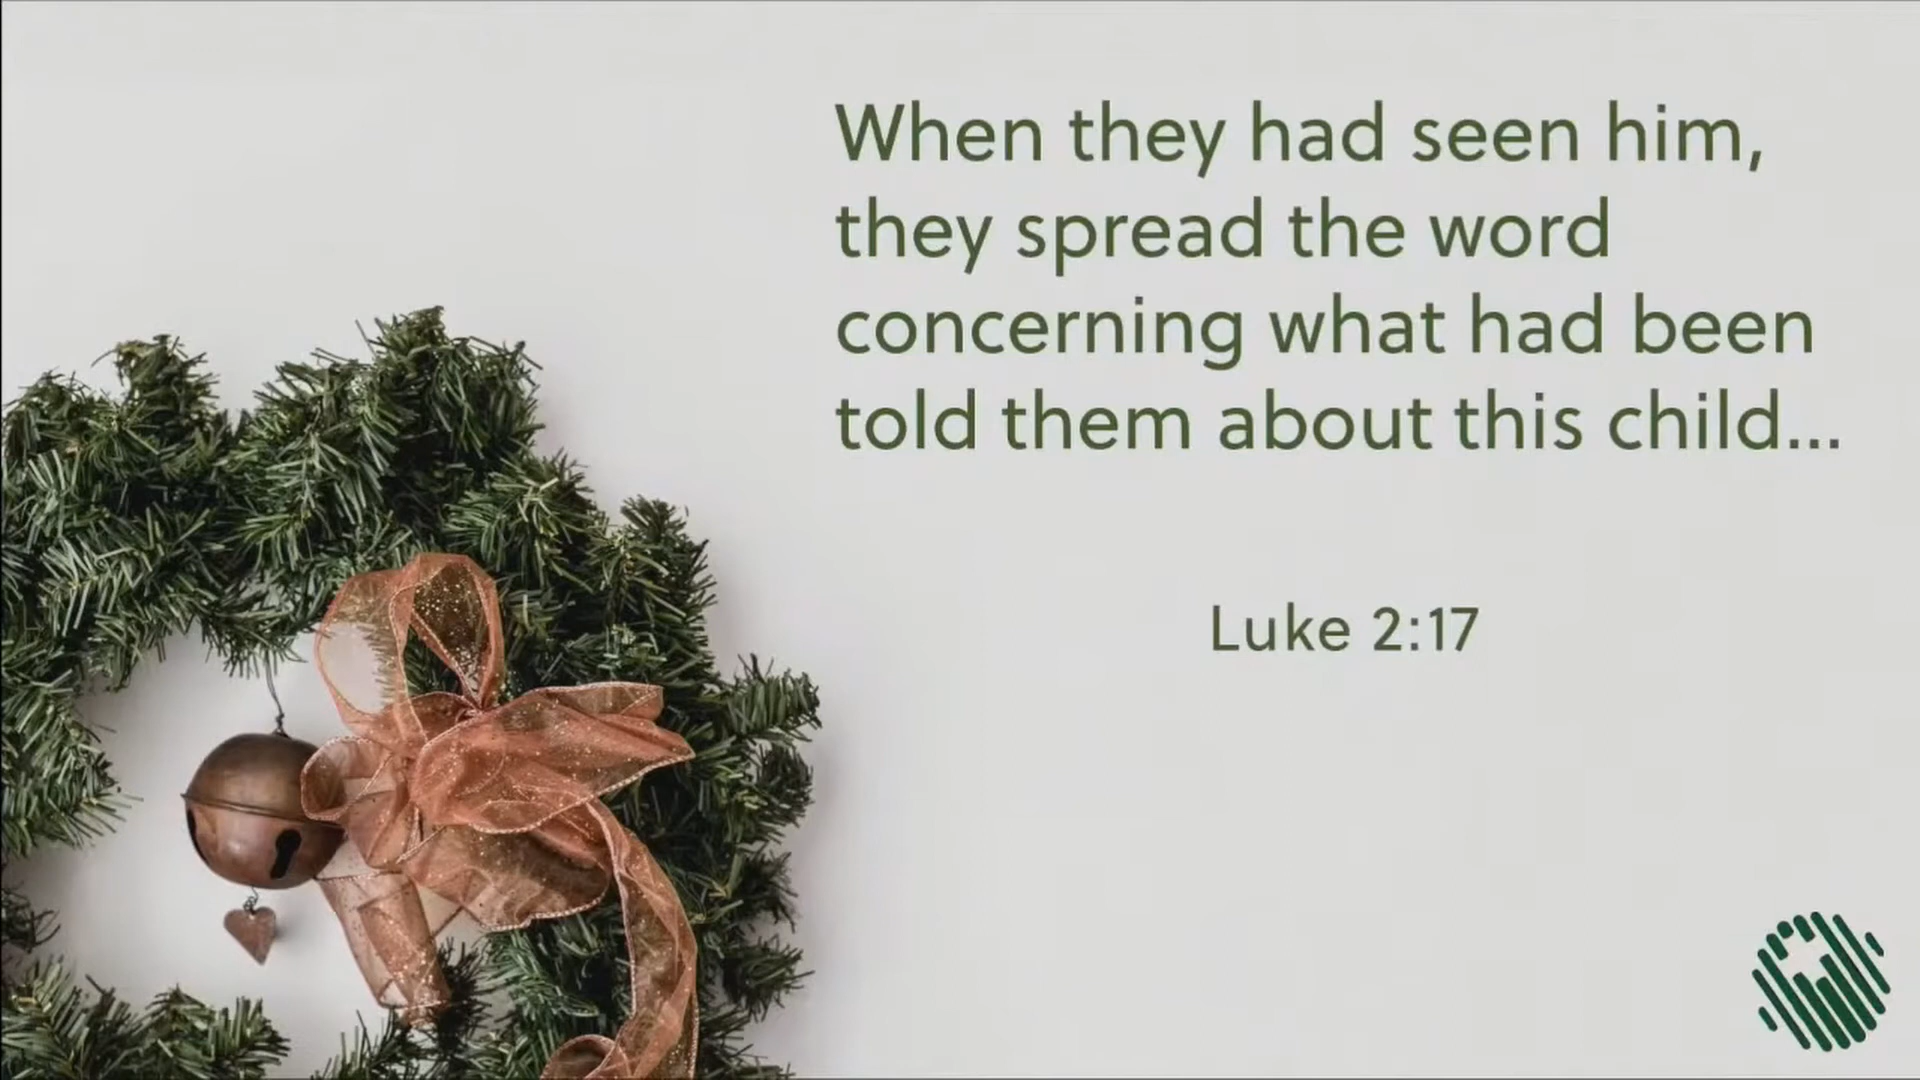 When they had seen him,
they spread the word
concerning what had been
told them about this child...
Luke 2:17